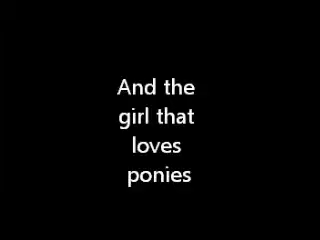 And the
girl that
loves
ponies